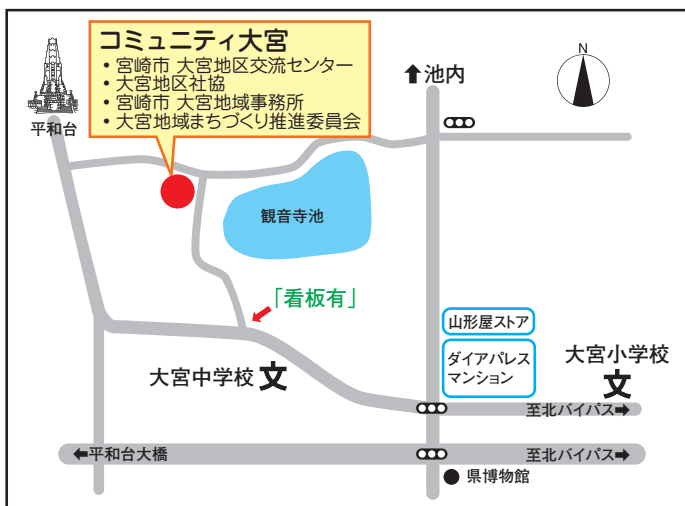 コミュニティ大宮
・宮崎市 大宮地区交流センター
・大宮地区社協
・宮崎市 大宮地域事務所
・大宮地域まちづくり推進委員会
平和台
⬆池内
N
観音寺池
「看板有」
山形屋ストア
ダイアパレス
マンション
大宮小学校
文
大宮中学校 文
至北バイパス➡
⬅平和台大橋
至北バイパス➡
県博物館